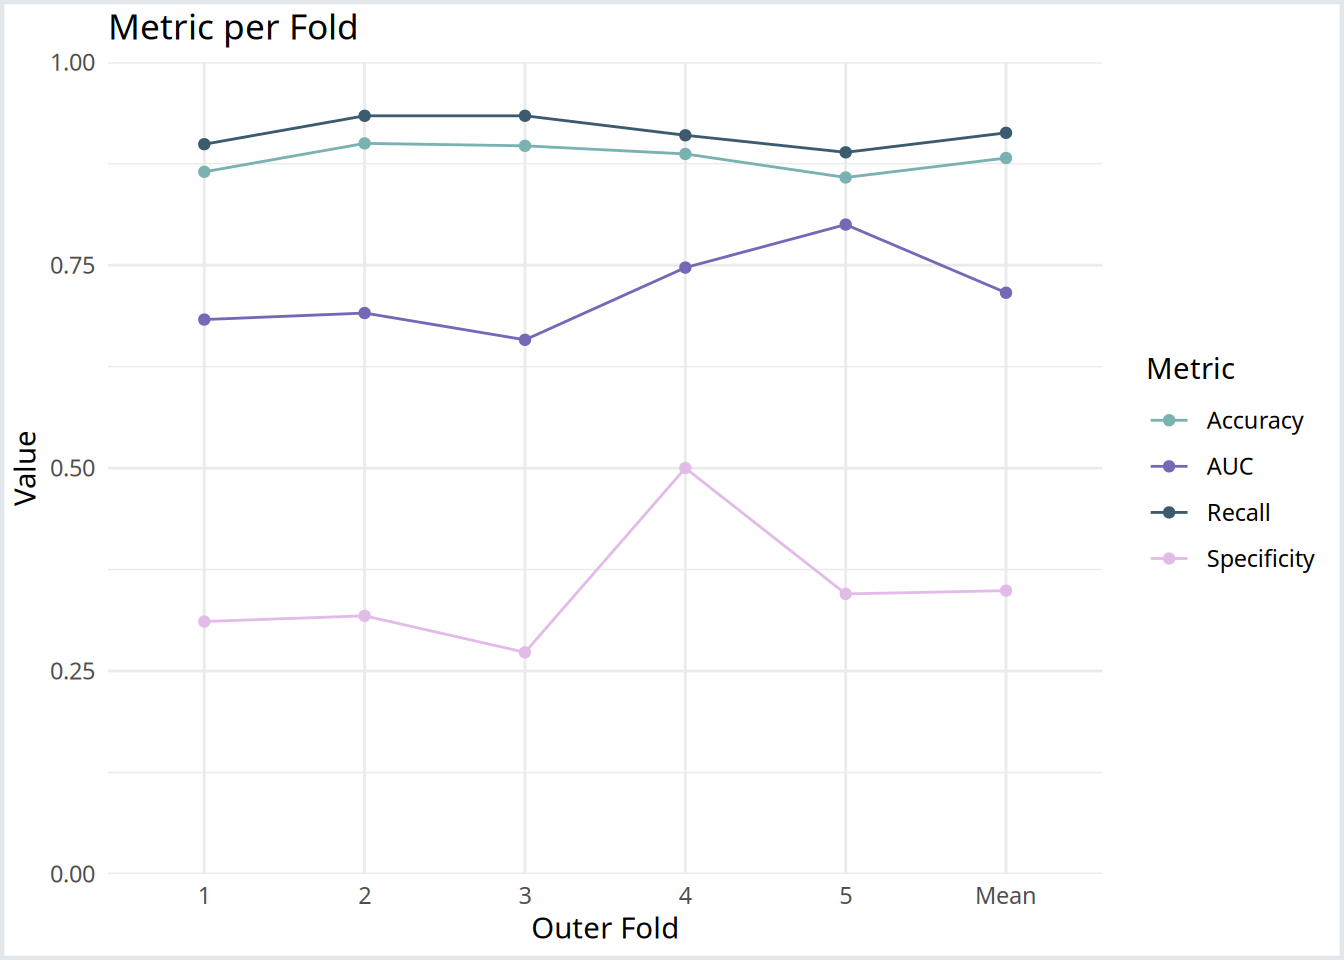 Metric per Fold
1.00
0.75
0.50
0.25
0.00
Value
1 2 3 4 5 Mean
Outer Fold
Metric
Accuracy
AUC
Recall
Specificity